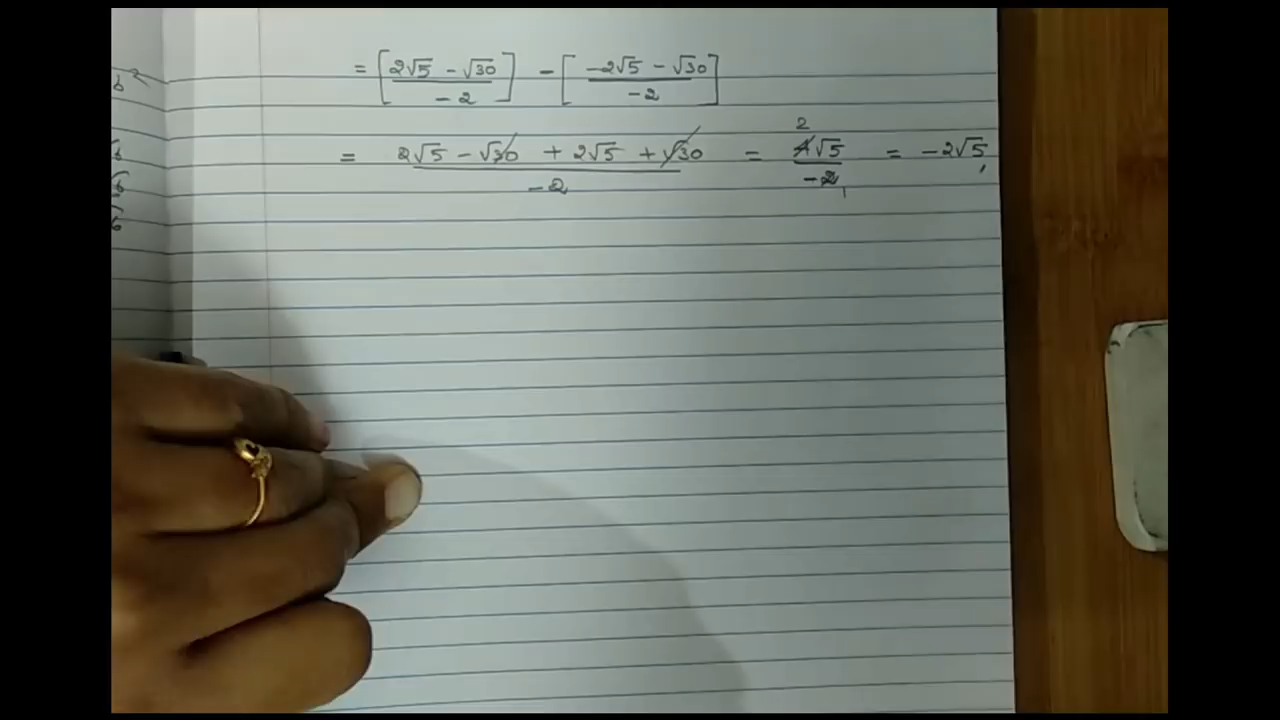 = [2√5 - √30 / -2] - [-2√5 - √30 / -2]
= 2√5 - √30 + 2√5 + √30 / -2 = 4√5 / -2 = -2√5